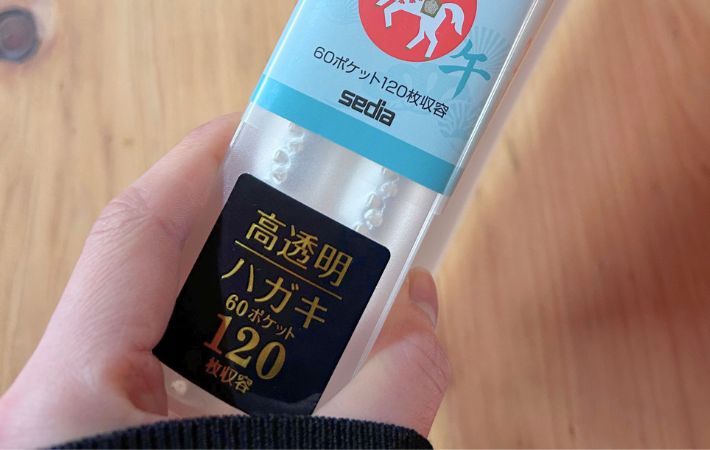 午
60ポケット120枚収容
sedia
高透明
ハガキ
60ポケット
120
枚収容